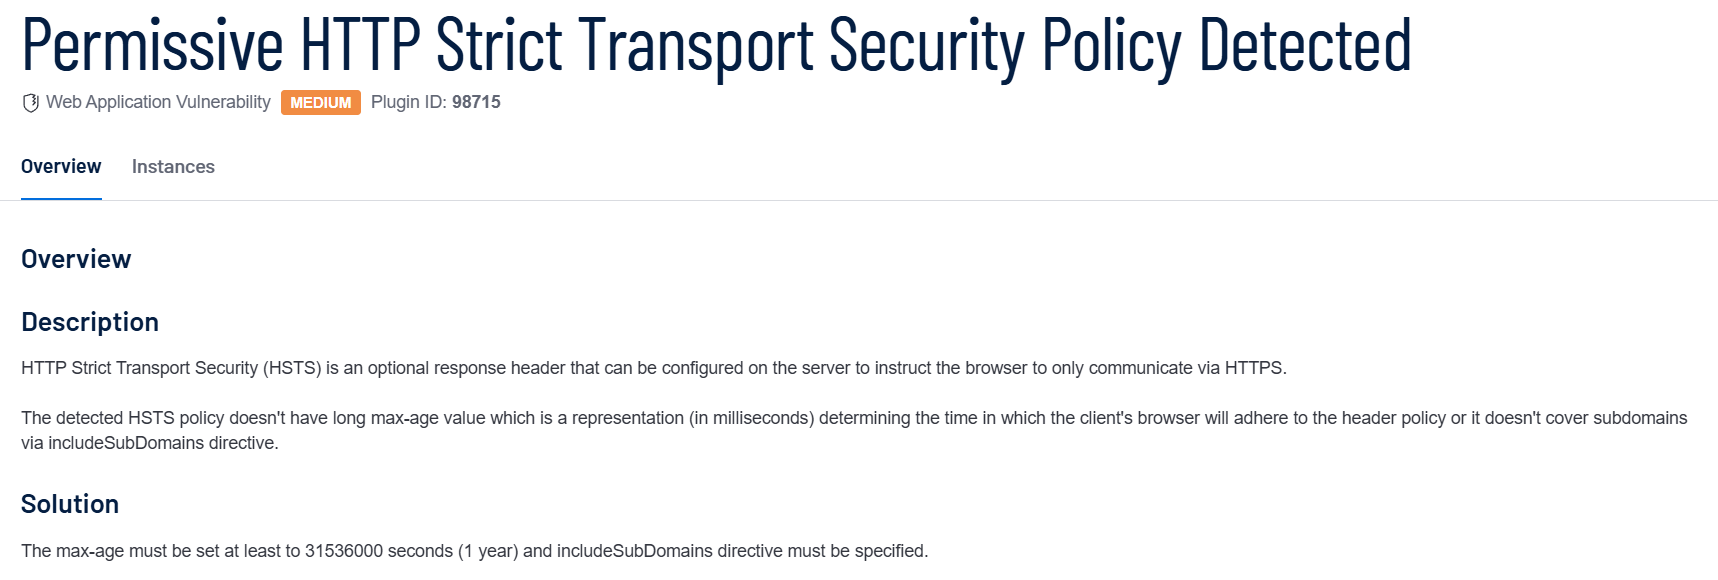 Permissive HTTP Strict Transport Security Policy Detected
Web Application Vulnerability MEDIUM Plugin ID: 98715
Overview Instances
Overview
Description
HTTP Strict Transport Security (HSTS) is an optional response header that can be configured on the server to instruct the browser to only communicate via HTTPS.
The detected HSTS policy doesn't have long max-age value which is a representation (in milliseconds) determining the time in which the client's browser will adhere to the header policy or it doesn't cover subdomains
via includeSubDomains directive.
Solution
The max-age must be set at least to 31536000 seconds (1 year) and includeSubDomains directive must be specified.